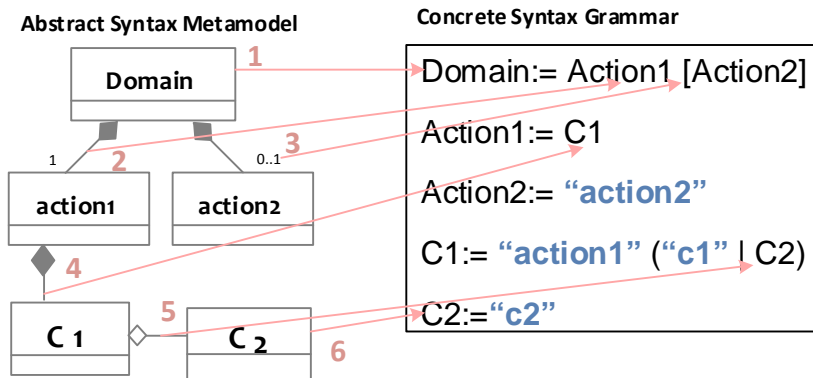 Abstract Syntax Metamodel
Domain
1
1
2
3
0..1
action1
action2
4
C 1
5
C 2
6
Concrete Syntax Grammar
Domain:= Action1 [Action2]
Action1:= C1
Action2:= “action2”
C1:= “action1” (“c1” | C2)
C2:=“c2”